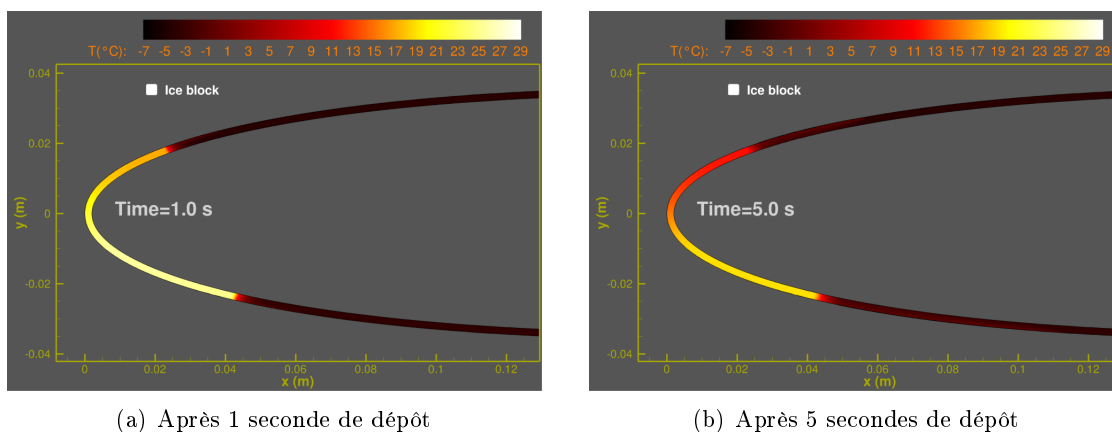 T(°C): -7 -5 -3 -1 1 3 5 7 9 11 13 15 17 19 21 23 25 27 29
0.04
Ice block
0.02
Time=1.0 s
y (m)
0
-0.02
-0.04
0 0.02 0.04 0.06 0.08 0.1 0.12
x (m)
(a) Après 1 seconde de dépôt
T(°C): -7 -5 -3 -1 1 3 5 7 9 11 13 15 17 19 21 23 25 27 29
0.04
Ice block
0.02
Time=5.0 s
y (m)
0
-0.02
-0.04
0 0.02 0.04 0.06 0.08 0.1 0.12
x (m)
(b) Après 5 secondes de dépôt